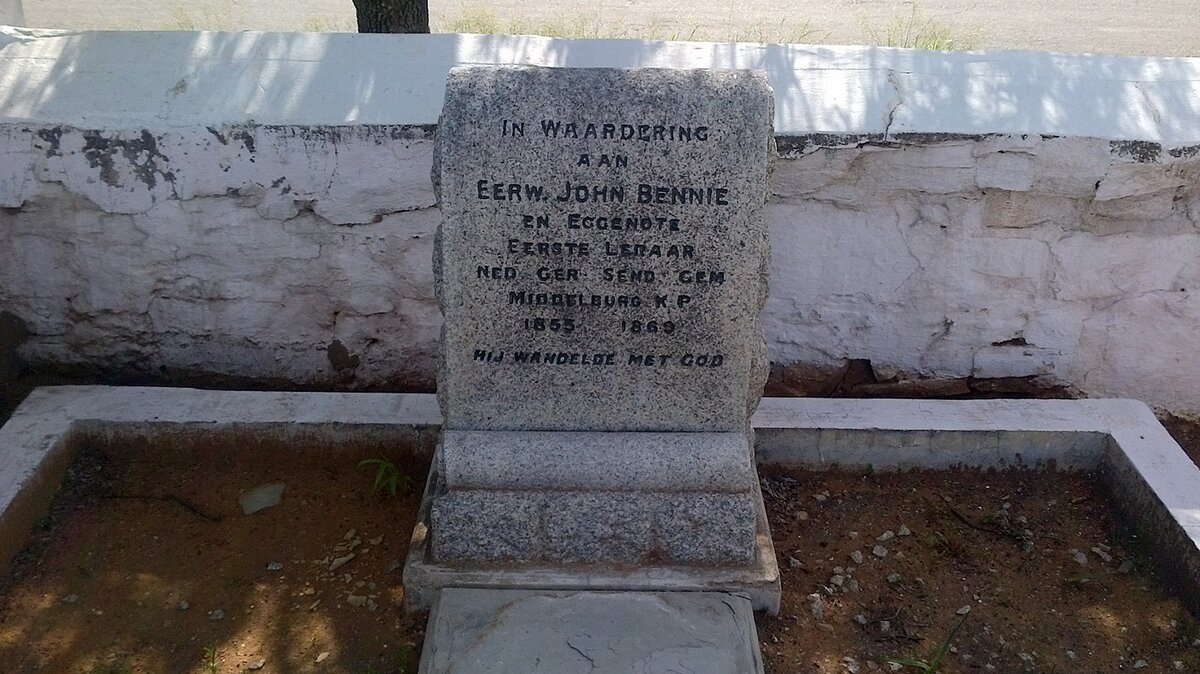 IN WAARDERING
AAN
EERW. JOHN BENNIE
EN EGGENOTE
EERSTE LERAAR
NED GER SEND GEM
MIDDELBURG K P
1855 1869
HIJ WANDELDE MET GOD